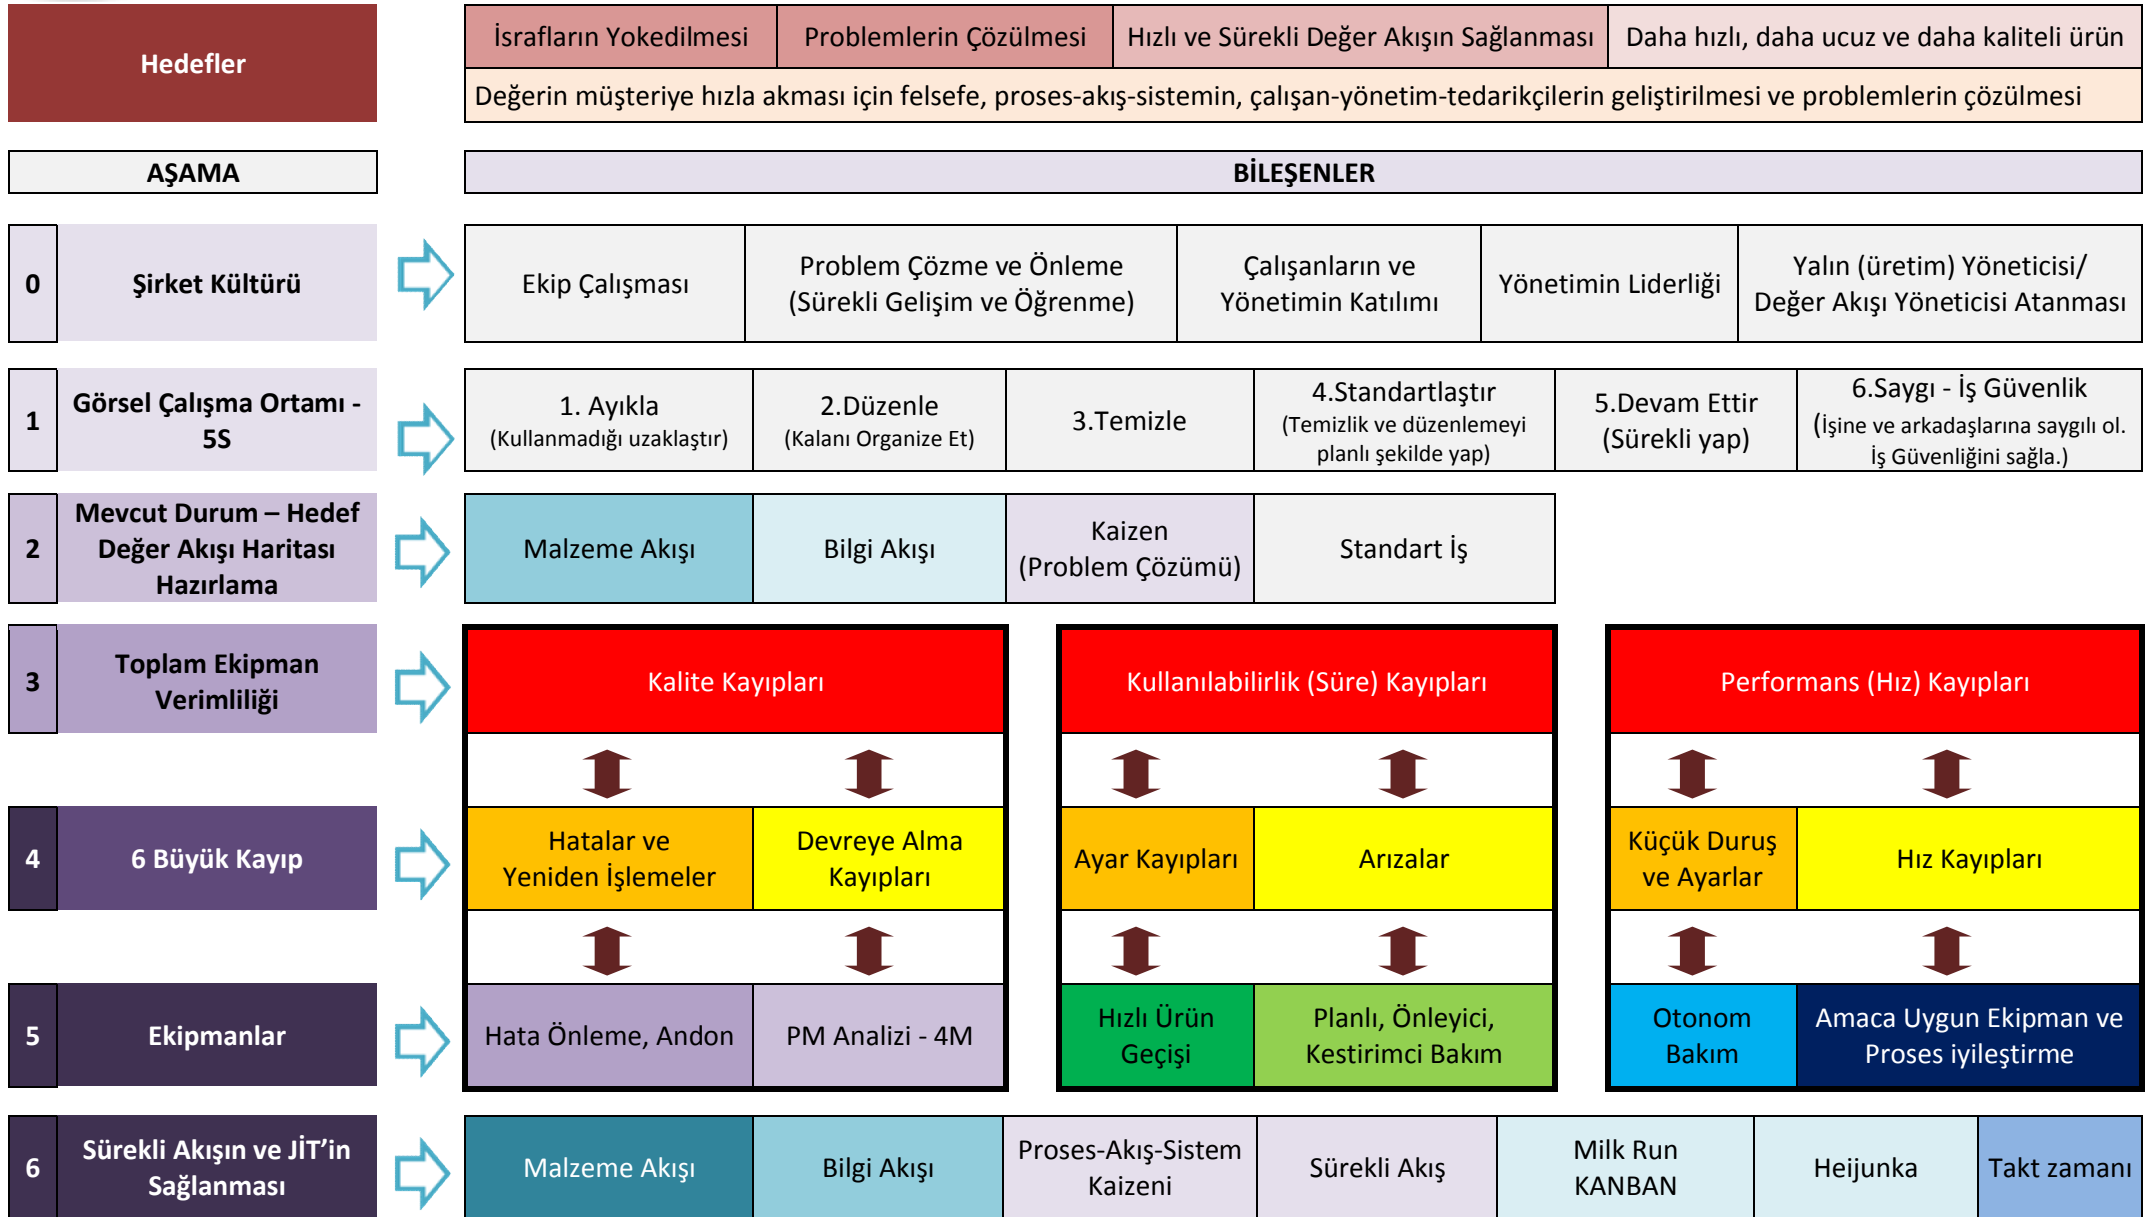 Hedefler
İsrafların Yokedilmesi
Problemlerin Çözülmesi
Hızlı ve Sürekli Değer Akışın Sağlanması
Daha hızlı, daha ucuz ve daha kaliteli ürün
Değerin müşteriye hızla akması için felsefe, proses-akış-sistemin, çalışan-yönetim-tedarikçilerin geliştirilmesi ve problemlerin çözülmesi
AŞAMA
BİLEŞENLER
0
Şirket Kültürü
Ekip Çalışması
Problem Çözme ve Önleme
(Sürekli Gelişim ve Öğrenme)
Çalışanların ve
Yönetimin Katılımı
Yönetimin Liderliği
Yalın (üretim) Yöneticisi/
Değer Akışı Yöneticisi Atanması
1
Görsel Çalışma Ortamı -
5S
1. Ayıkla
(Kullanmadığı uzaklaştır)
2.Düzenle
(Kalanı Organize Et)
3.Temizle
4.Standartlaştır
(Temizlik ve düzenlemeyi
planlı şekilde yap)
5.Devam Ettir
(Sürekli yap)
6.Saygı - İş Güvenlik
(İşine ve arkadaşlarına saygılı ol.
İş Güvenliğini sağla.)
2
Mevcut Durum – Hedef
Değer Akışı Haritası
Hazırlama
Malzeme Akışı
Bilgi Akışı
Kaizen
(Problem Çözümü)
Standart İş
3
Toplam Ekipman
Verimliliği
Kalite Kayıpları
Kullanılabilirlik (Süre) Kayıpları
Performans (Hız) Kayıpları
4
6 Büyük Kayıp
Hatalar ve
Yeniden İşlemeler
Devreye Alma
Kayıpları
Ayar Kayıpları
Arızalar
Küçük Duruş
ve Ayarlar
Hız Kayıpları
5
Ekipmanlar
Hata Önleme, Andon
PM Analizi - 4M
Hızlı Ürün
Geçişi
Planlı, Önleyici,
Kestirimci Bakım
Otonom
Bakım
Amaca Uygun Ekipman ve
Proses iyileştirme
6
Sürekli Akışın ve JİT’in
Sağlanması
Malzeme Akışı
Bilgi Akışı
Proses-Akış-Sistem
Kaizeni
Sürekli Akış
Milk Run
KANBAN
Heijunka
Takt zamanı